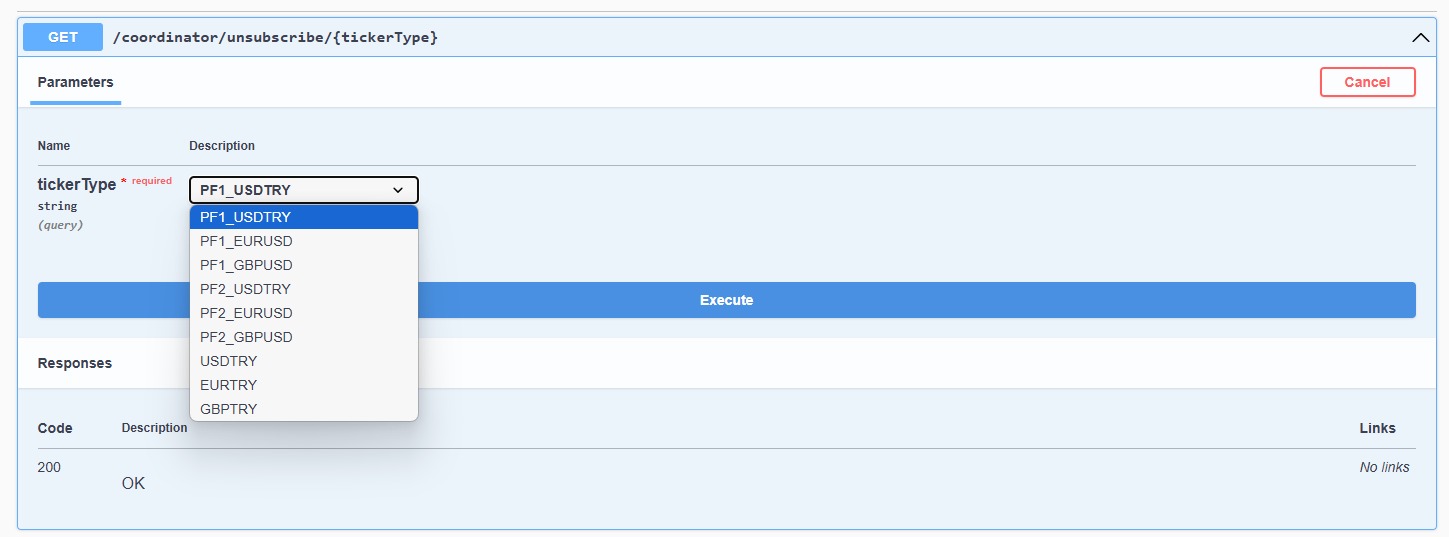 GET /coordinator/unsubscribe/{tickerType}
Parameters Cancel
Name Description
tickerType * required PF1_USDTRY
string
(query)
PF1_USDTRY
PF1_EURUSD
PF1_GBPUSD
PF2_USDTRY
PF2_EURUSD
PF2_GBPUSD
USDTRY
EURTRY
GBPTRY
Execute
Responses
Code Description Links
200 OK No links